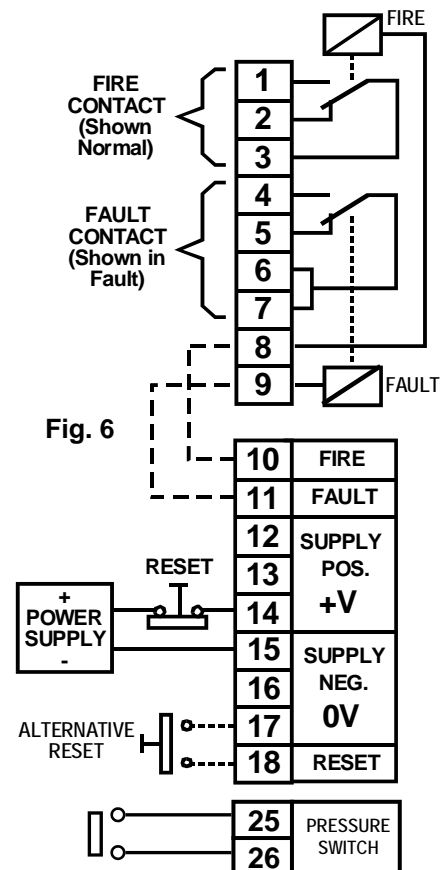 FIRE
FIRE
CONTACT
(Shown
Normal)
1
2
3
FAULT
CONTACT
(Shown in
Fault)
4
5
6
7
8
9
FAULT
Fig. 6
10 FIRE
11 FAULT
12
13
14
SUPPLY
POS.
+V
RESET
+
POWER
SUPPLY
-
15
16
17
SUPPLY
NEG.
0V
ALTERNATIVE
RESET
18 RESET
25
26
PRESSURE
SWITCH